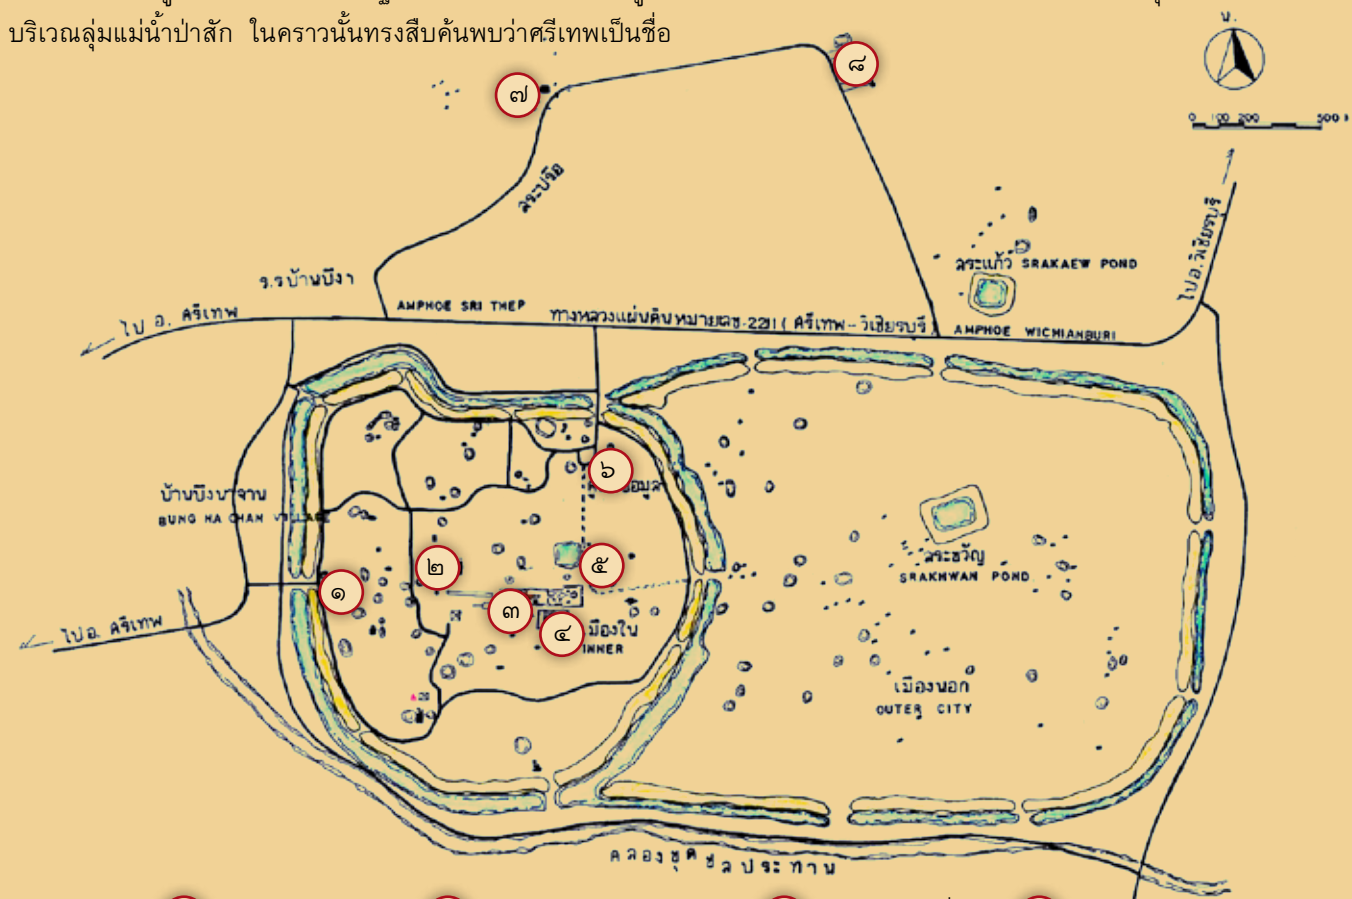 บริเวณลุ่มแม่น้ำป่าสัก ในคราวนั้นทรงสืบค้นพบว่าศรีเทพเป็นชื่อ
น.
๘
๗
0 100 200 500
สระปรือ
ไป อ.วิเชียรบุรี
สระแก้ว SRAKAEW POND
ร.ร บ้านบึงฯ
AMPHOE SRI THEP
ไป อ. ศรีเทพ
ทางหลวงแผ่นดินหมายเลข-2211 ( ศรีเทพ - วิเชียรบุรี )
AMPHOE WICHIANBURI
๖
บ้านบึงนาจาน
BUNG NA CHAN VILLAGE
สระขวัญ
SRAKHWAN POND
๒
๕
๑
๓
๔
เมืองใน
INNER
ไป อ. ศรีเทพ
เมืองนอก
OUTER CITY
คลองขุดชลประทาน